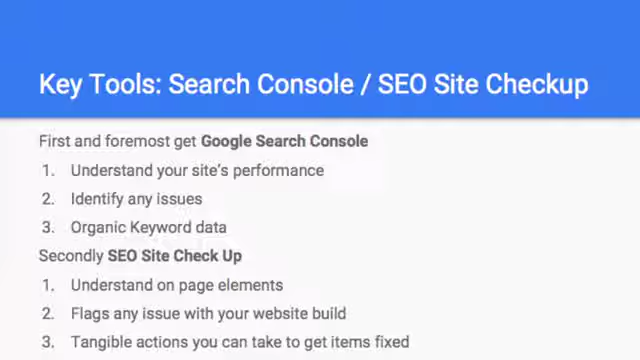 Key Tools: Search Console / SEO Site Checkup
First and foremost get Google Search Console
1. Understand your site's performance
2. Identify any issues
3. Organic Keyword data
Secondly SEO Site Check Up
1. Understand on page elements
2. Flags any issue with your website build
3. Tangible actions you can take to get items fixed